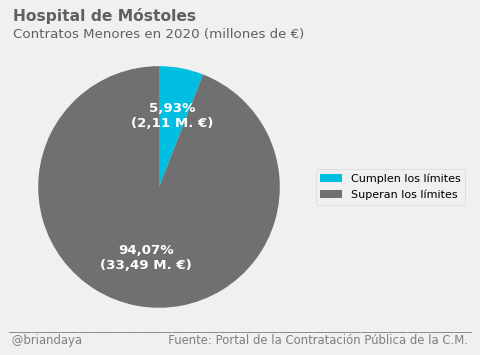 Hospital de Móstoles
Contratos Menores en 2020 (millones de €)
5,93%
(2,11 M. €)
94,07%
(33,49 M. €)
Cumplen los límites
Superan los límites
@briandaya
Fuente: Portal de la Contratación Pública de la C.M.